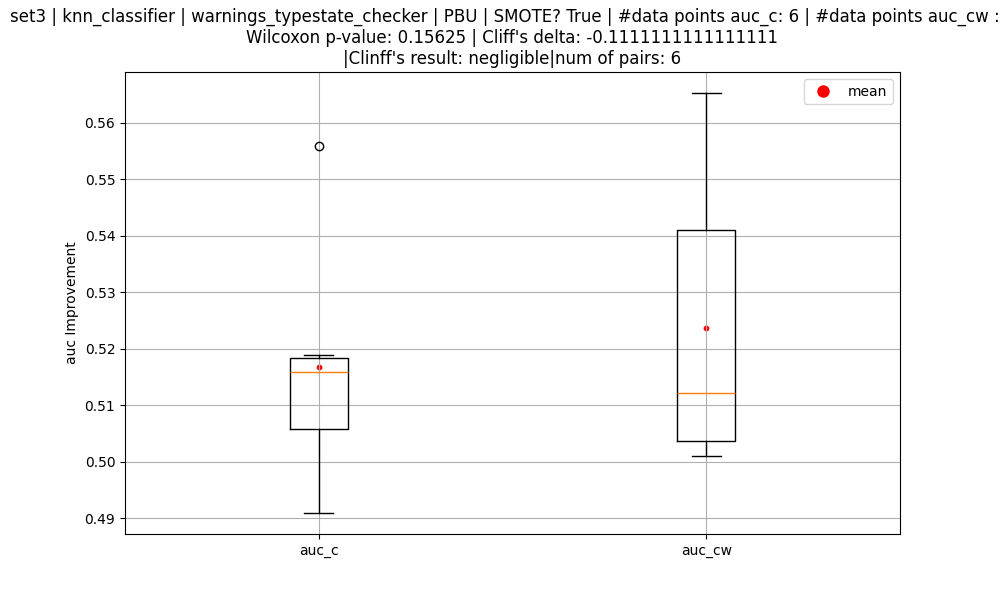 set3 | knn_classifier | warnings_typestate_checker | PBU | SMOTE? True | #data points auc_c: 6 | #data points auc_cw :
Wilcoxon p-value: 0.15625 | Cliff's delta: -0.1111111111111111
|Clinff's result: negligible|num of pairs: 6
mean
0.56
0.55
0.54
0.53
0.52
0.51
0.50
0.49
auc Improvement
auc_c
auc_cw